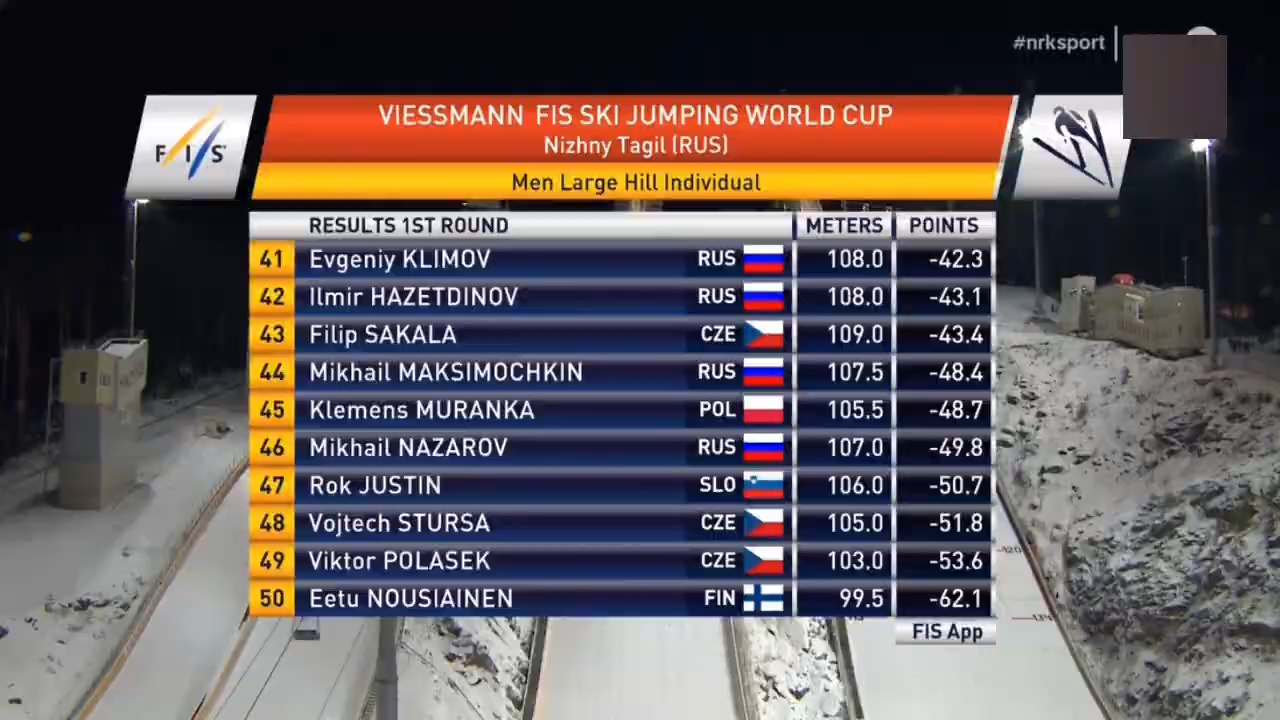 #nrksport
FIS
VIESSMANN FIS SKI JUMPING WORLD CUP
Nizhny Tagil (RUS)
Men Large Hill Individual
RESULTS 1ST ROUND METERS POINTS
41 Evgeniy KLIMOV RUS 108.0 -42.3
42 Ilmir HAZETDINOV RUS 108.0 -43.1
43 Filip SAKALA CZE 109.0 -43.4
44 Mikhail MAKSIMOCHKIN RUS 107.5 -48.4
45 Klemens MURANKA POL 105.5 -48.7
46 Mikhail NAZAROV RUS 107.0 -49.8
47 Rok JUSTIN SLO 106.0 -50.7
48 Vojtech STURSA CZE 105.0 -51.8
49 Viktor POLASEK CZE 103.0 -53.6
50 Eetu NOUSIAINEN FIN 99.5 -62.1
FIS App